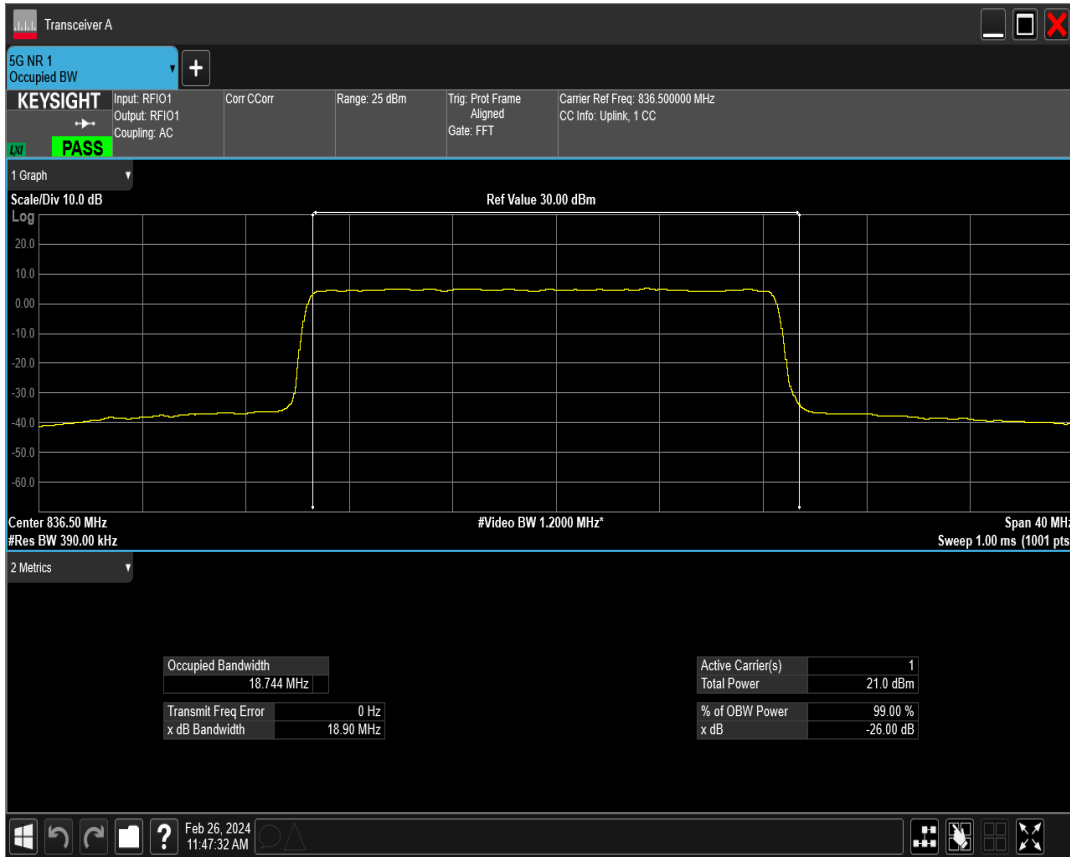 Transceiver A
5G NR 1
Occupied BW
+
KEYSIGHT
Input: RFIO1
Output: RFIO1
Coupling: AC
Corr CCorr
Range: 25 dBm
Trig: Prot Frame
Aligned
Gate: FFT
Carrier Ref Freq: 836.500000 MHz
CC Info: Uplink, 1 CC
LXI
PASS
1 Graph
Scale/Div 10.0 dB
Ref Value 30.00 dBm
Log
20.0
10.0
0.00
-10.0
-20.0
-30.0
-40.0
-50.0
-60.0
Center 836.50 MHz
#Video BW 1.2000 MHz*
Span 40 MHz
#Res BW 390.00 kHz
Sweep 1.00 ms (1001 pts
2 Metrics
Occupied Bandwidth
18.744 MHz
Transmit Freq Error 0 Hz
x dB Bandwidth 18.90 MHz
Active Carrier(s) 1
Total Power 21.0 dBm
% of OBW Power 99.00 %
x dB -26.00 dB
?
Feb 26, 2024
11:47:32 AM